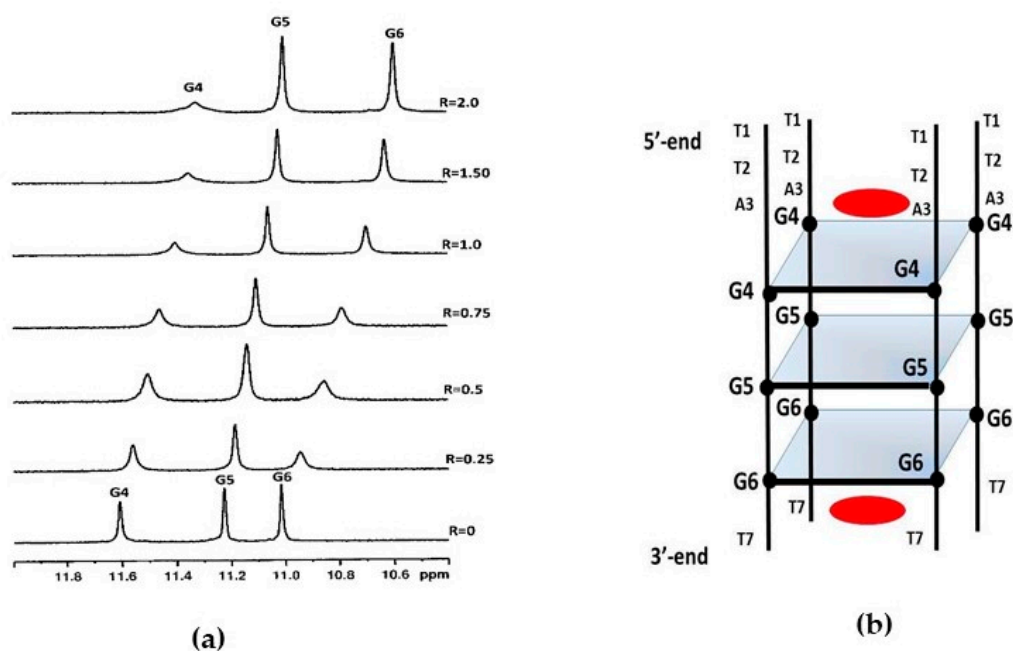 G4
G5
G6
R=2.0
R=1.50
R=1.0
R=0.75
R=0.5
R=0.25
G4
G5
G6
R=0
11.8
11.6
11.4
11.2
11.0
10.8
10.6
ppm
(a)
5'-end
T1
T1
T1
T1
T2
T2
T2
T2
A3
A3
A3
A3
G4
G4
G4
G4
G5
G5
G5
G5
G6
G6
G6
G6
T7
T7
T7
T7
3'-end
(b)